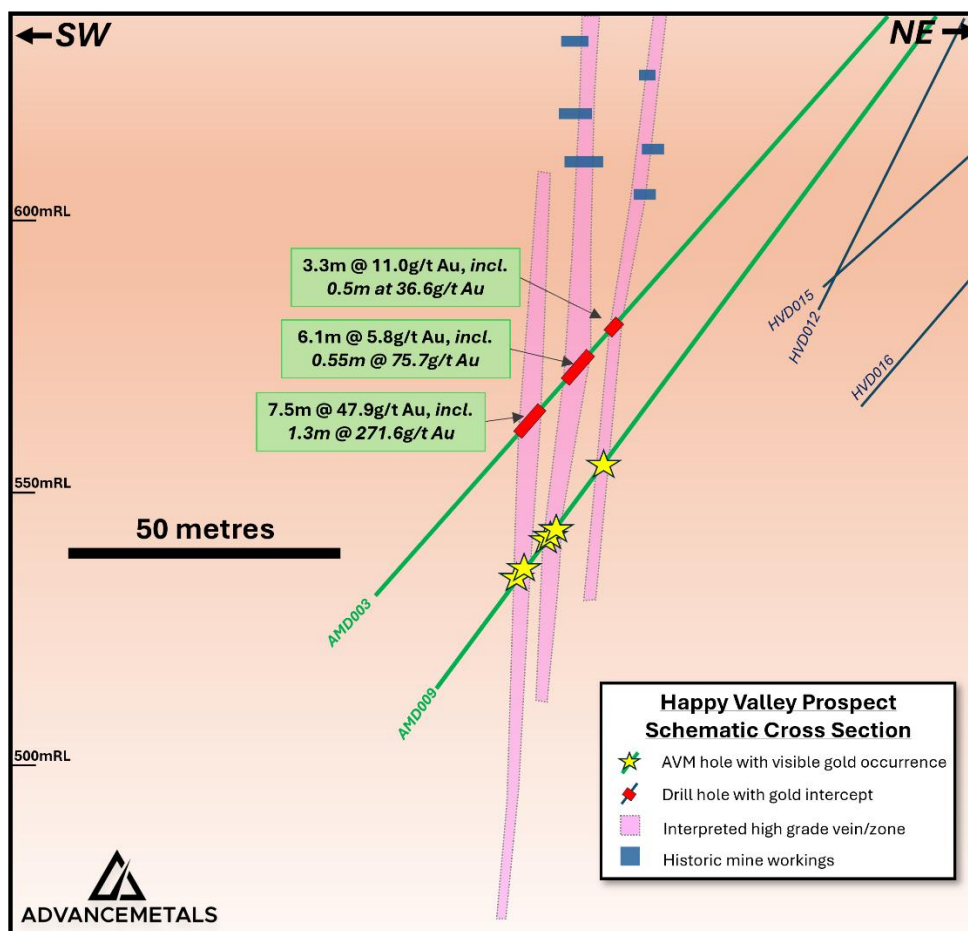 SW
NE
600mRL
3.3m @ 11.0g/t Au, incl.
0.5m at 36.6g/t Au
HVD015
HVD012
HVD016
6.1m @ 5.8g/t Au, incl.
0.55m @ 75.7g/t Au
7.5m @ 47.9g/t Au, incl.
1.3m @ 271.6g/t Au
550mRL
50 metres
AMD003
AMD009
500mRL
Happy Valley Prospect
Schematic Cross Section
AVM hole with visible gold occurrence
Drill hole with gold intercept
Interpreted high grade vein/zone
Historic mine workings
ADVANCEMETALS